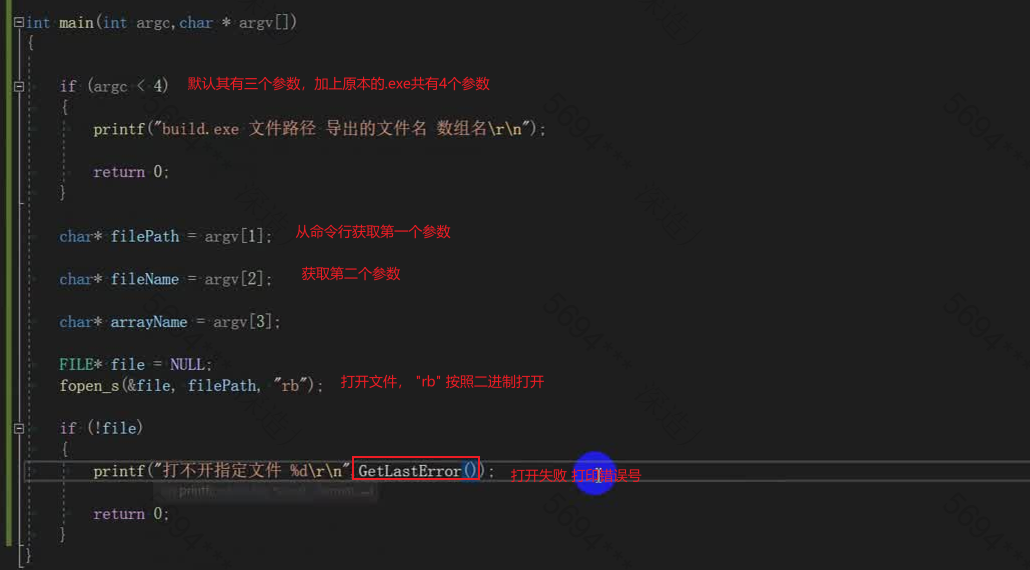 int main(int argc,char * argv[])
{
if (argc < 4) 默认其有三个参数，加上原本的.exe共有4个参数
{
printf("build.exe 文件路径 导出的文件名 数组名\r\n");
return 0;
}
char* filePath = argv[1]; 从命令行获取第一个参数
char* fileName = argv[2]; 获取第二个参数
char* arrayName = argv[3];
FILE* file = NULL;
fopen_s(&file, filePath, "rb"); 打开文件， "rb" 按照二进制打开
if (!file)
{
printf("打不开指定文件 %d\r\n" GetLastError()); 打开失败 打印错误号
return 0;
}
}